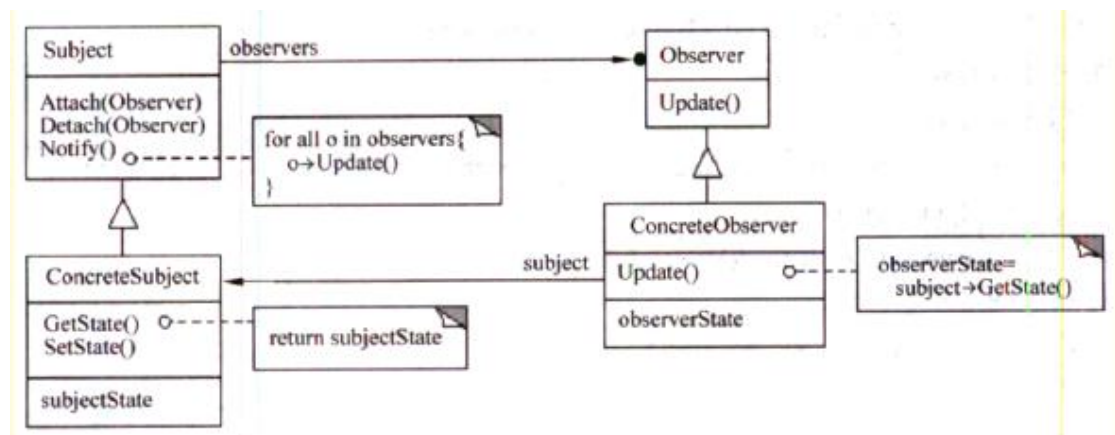 Subject
Attach(Observer)
Detach(Observer)
Notify()
observers
for all o in observers{
o→Update()
}
Observer
Update()
ConcreteSubject
GetState()
SetState()
subjectState
return subjectState
subject
ConcreteObserver
Update()
observerState
observerState=
subject→GetState()